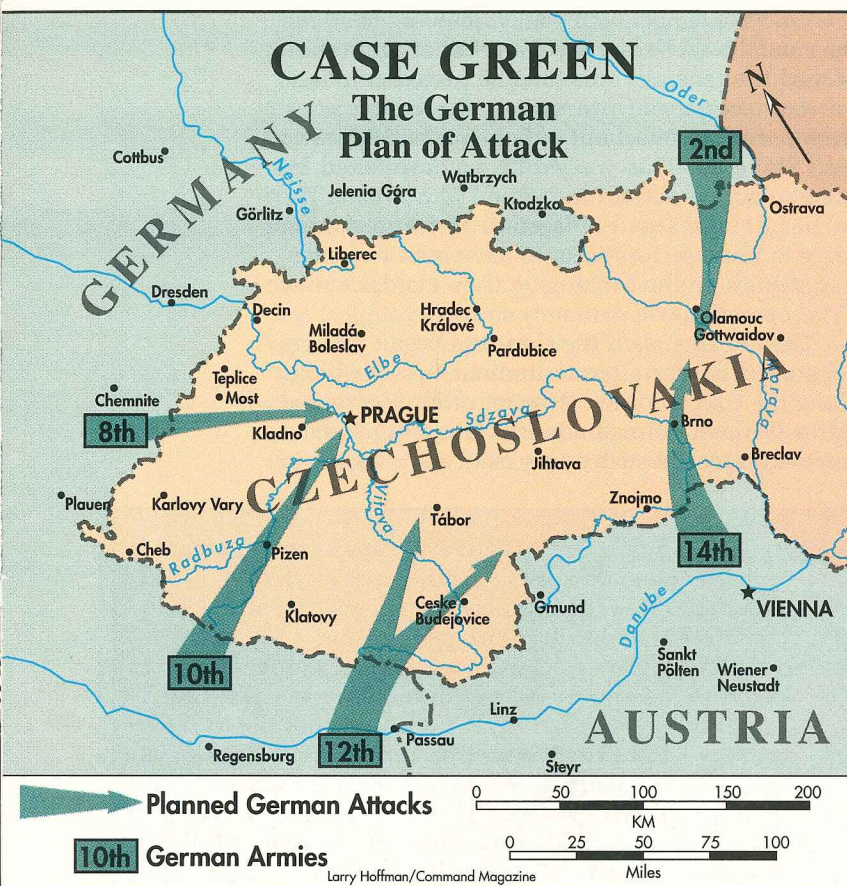 CASE GREEN
The German
Plan of Attack
N
Oder
2nd
GERMANY
Cottbus
Neisse
Jelenia Góra
Watbrzych
Ktodzko
Görlitz
Ostrava
Liberec
Dresden
Decin
Miladá
Boleslav
Hradec
Králové
Pardubice
Olamouc
Gottwaidov
Elbe
Teplice
Most
Chemnite
8th
PRAGUE
Kladno
Sdzava
CZECHOSLOVAKIA
Morava
Brno
Breclav
Jihtava
Plauen
Karlovy Vary
Vitava
Tábor
Znojmo
Cheb
Radbuza
Pizen
14th
Klatovy
Ceske
Budejovice
Gmund
Danube
VIENNA
10th
Sankt
Pölten
Wiener
Neustadt
Linz
AUSTRIA
Regensburg
12th
Passau
Steyr
Planned German Attacks
0 50 100 150 200
KM
10th German Armies
0 25 50 75 100
Miles
Larry Hoffman/Command Magazine